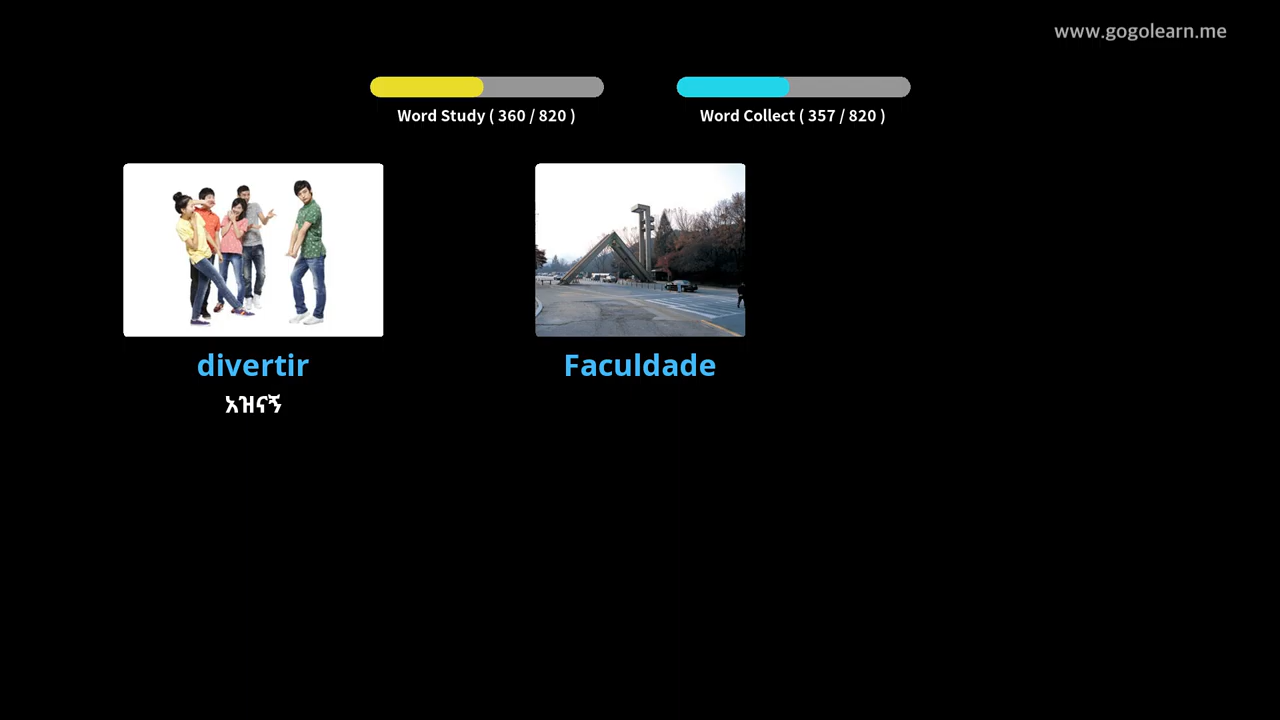 www.gogolearn.me
Word Study ( 360 / 820 )
Word Collect ( 357 / 820 )
divertir
Faculdade
አዝናኝ